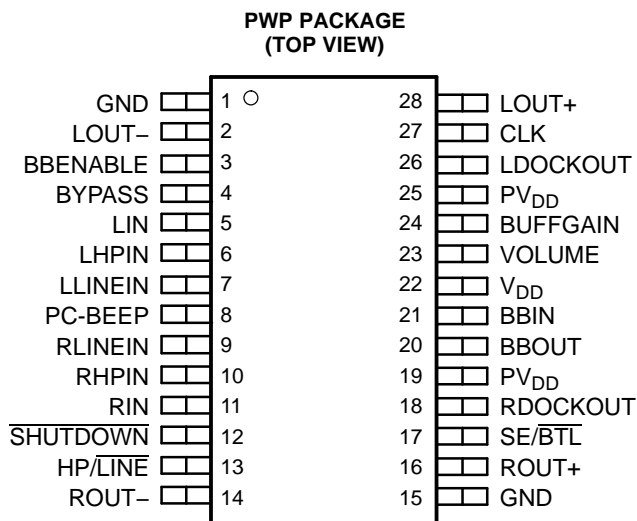 PWP PACKAGE
(TOP VIEW)
GND 1 28 LOUT+
LOUT− 2 27 CLK
BBENABLE 3 26 LDOCKOUT
BYPASS 4 25 PVDD
LIN 5 24 BUFFGAIN
LHPIN 6 23 VOLUME
LLINEIN 7 22 VDD
PC-BEEP 8 21 BBIN
RLINEIN 9 20 BBOUT
RHPIN 10 19 PVDD
RIN 11 18 RDOCKOUT
SHUTDOWN 12 17 SE/BTL
HP/LINE 13 16 ROUT+
ROUT− 14 15 GND